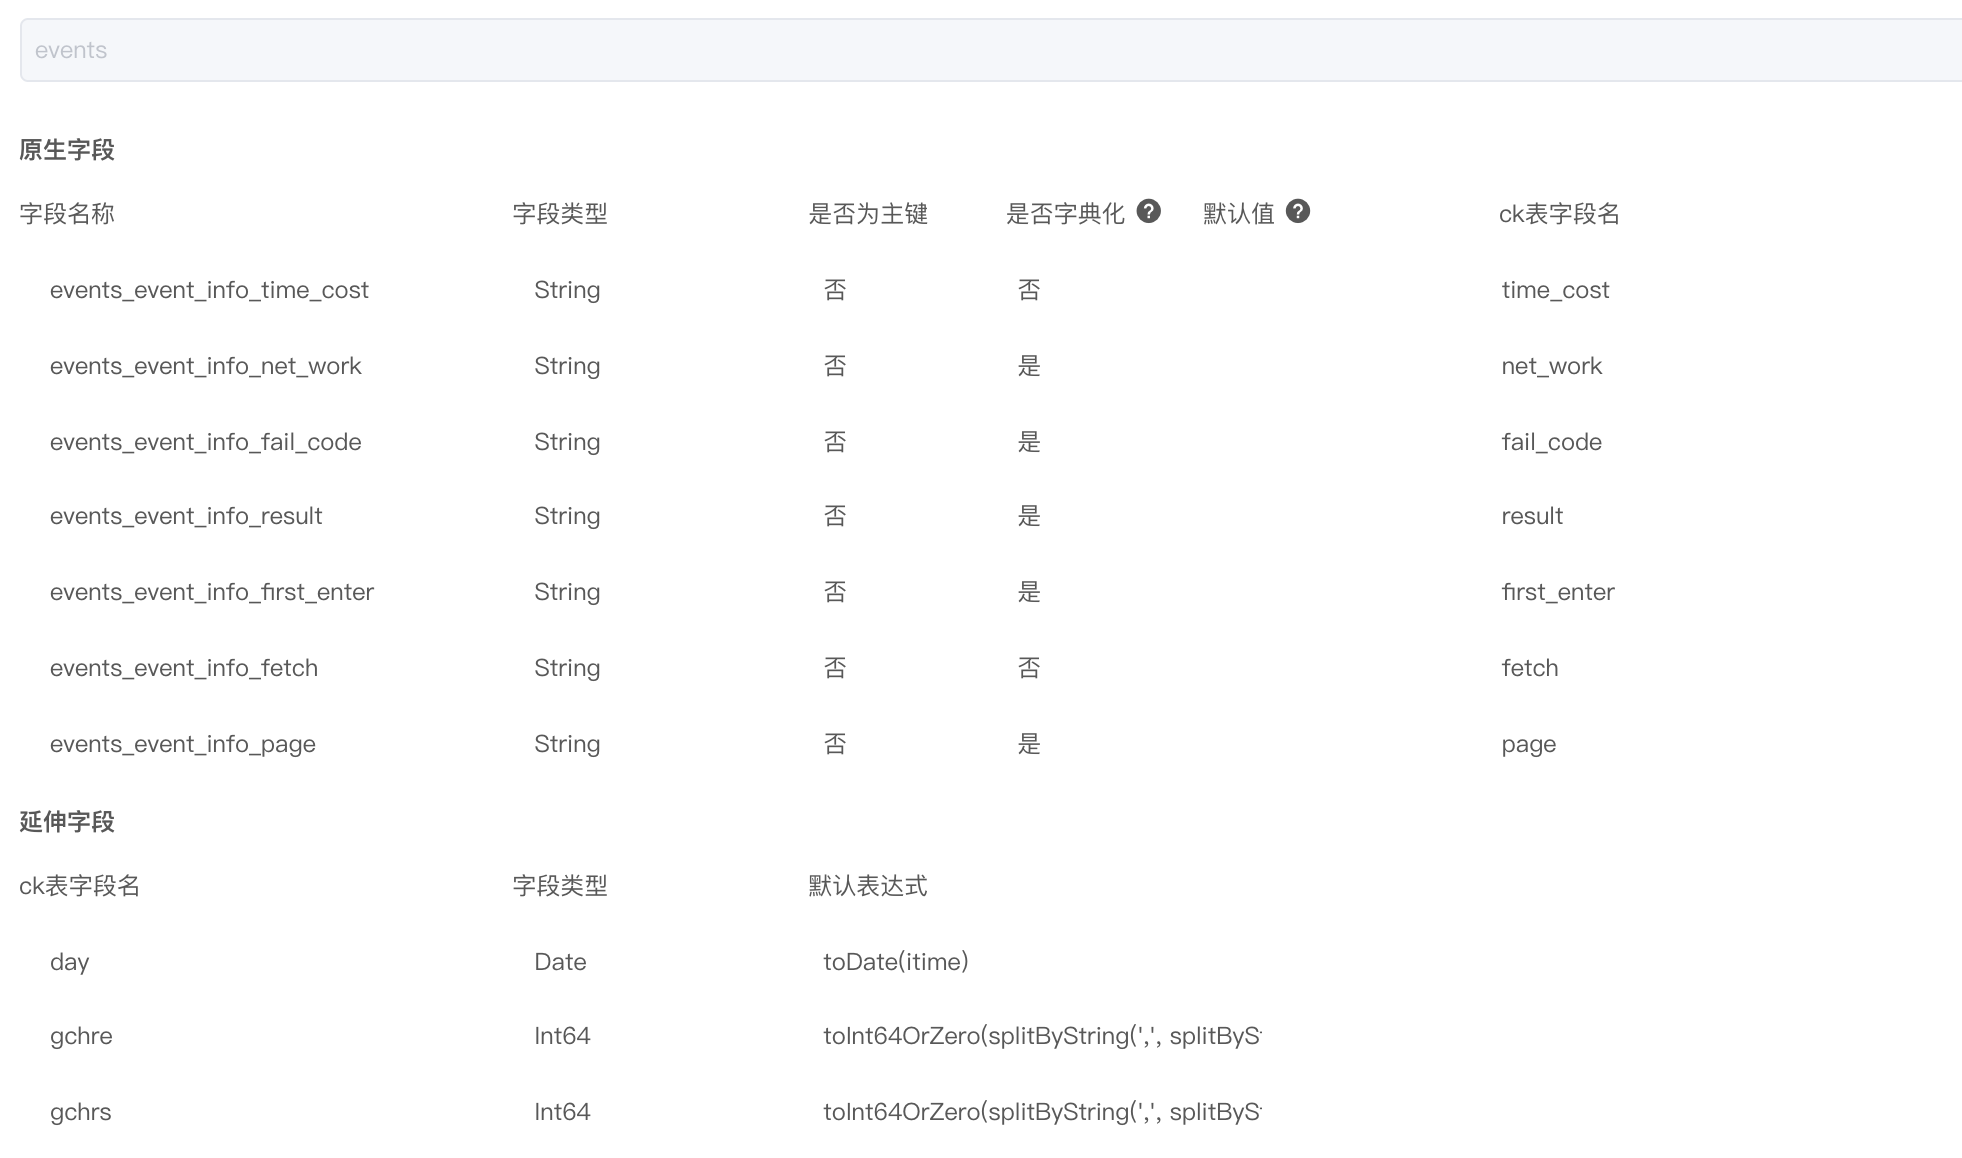 events
原生字段
字段名称 字段类型 是否为主键 是否字典化 ? 默认值 ? ck表字段名
events_event_info_time_cost String 否 否 time_cost
events_event_info_net_work String 否 是 net_work
events_event_info_fail_code String 否 是 fail_code
events_event_info_result String 否 是 result
events_event_info_first_enter String 否 是 first_enter
events_event_info_fetch String 否 否 fetch
events_event_info_page String 否 是 page
延伸字段
ck表字段名 字段类型 默认表达式
day Date toDate(itime)
gchre Int64 toInt64OrZero(splitByString(',', splitByS
gchrs Int64 toInt64OrZero(splitByString(',', splitByS